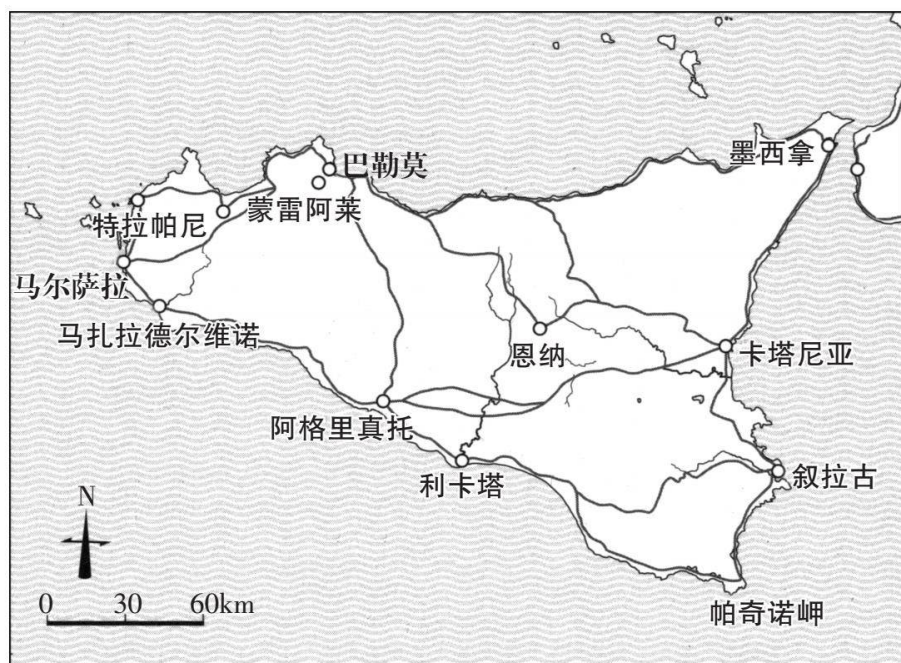 墨西拿
巴勒莫
蒙雷阿莱
特拉帕尼
马尔萨拉
马扎拉德尔维诺
恩纳
卡塔尼亚
阿格里真托
利卡塔
叙拉古
帕奇诺岬
N
0 30 60km